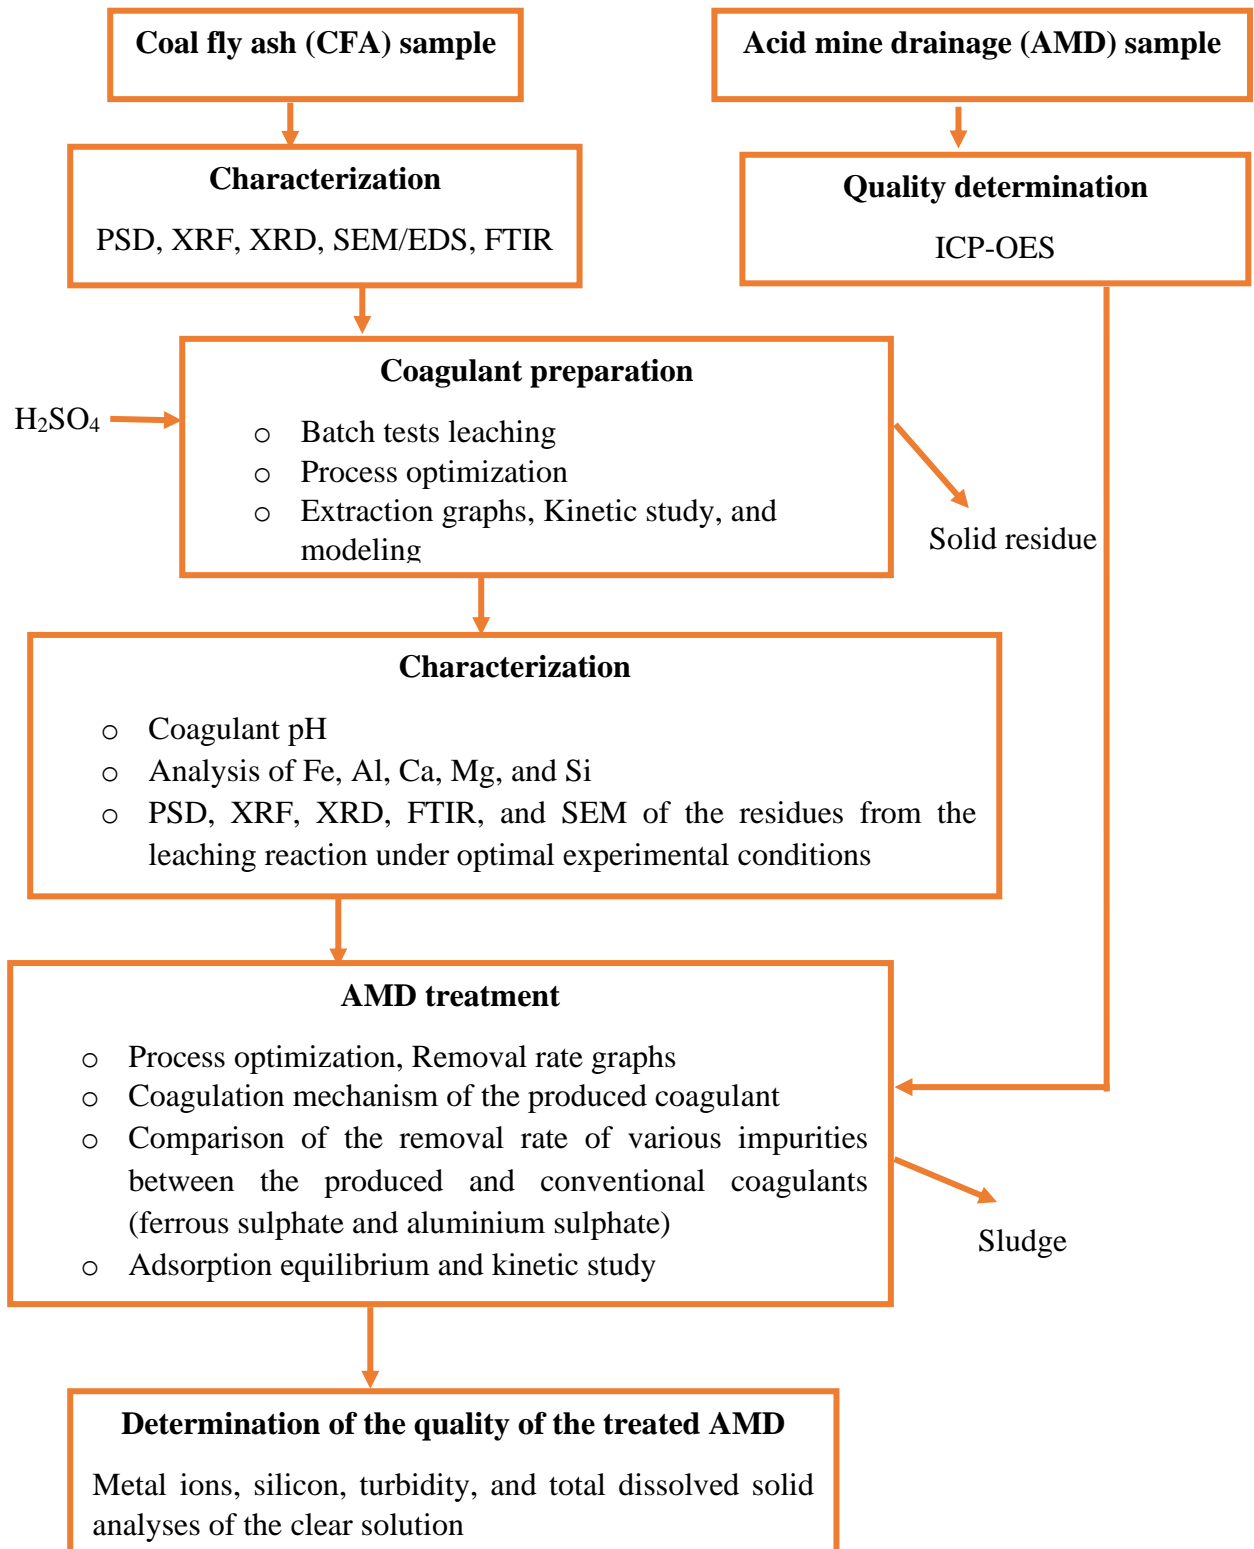 Coal fly ash (CFA) sample
Acid mine drainage (AMD) sample
Characterization
PSD, XRF, XRD, SEM/EDS, FTIR
Quality determination
ICP-OES
H₂SO₄
Coagulant preparation
o Batch tests leaching
o Process optimization
o Extraction graphs, Kinetic study, and
modeling
Solid residue
Characterization
o Coagulant pH
o Analysis of Fe, Al, Ca, Mg, and Si
o PSD, XRF, XRD, FTIR, and SEM of the residues from the
leaching reaction under optimal experimental conditions
AMD treatment
o Process optimization, Removal rate graphs
o Coagulation mechanism of the produced coagulant
o Comparison of the removal rate of various impurities
between the produced and conventional coagulants
(ferrous sulphate and aluminium sulphate)
o Adsorption equilibrium and kinetic study
Sludge
Determination of the quality of the treated AMD
Metal ions, silicon, turbidity, and total dissolved solid
analyses of the clear solution